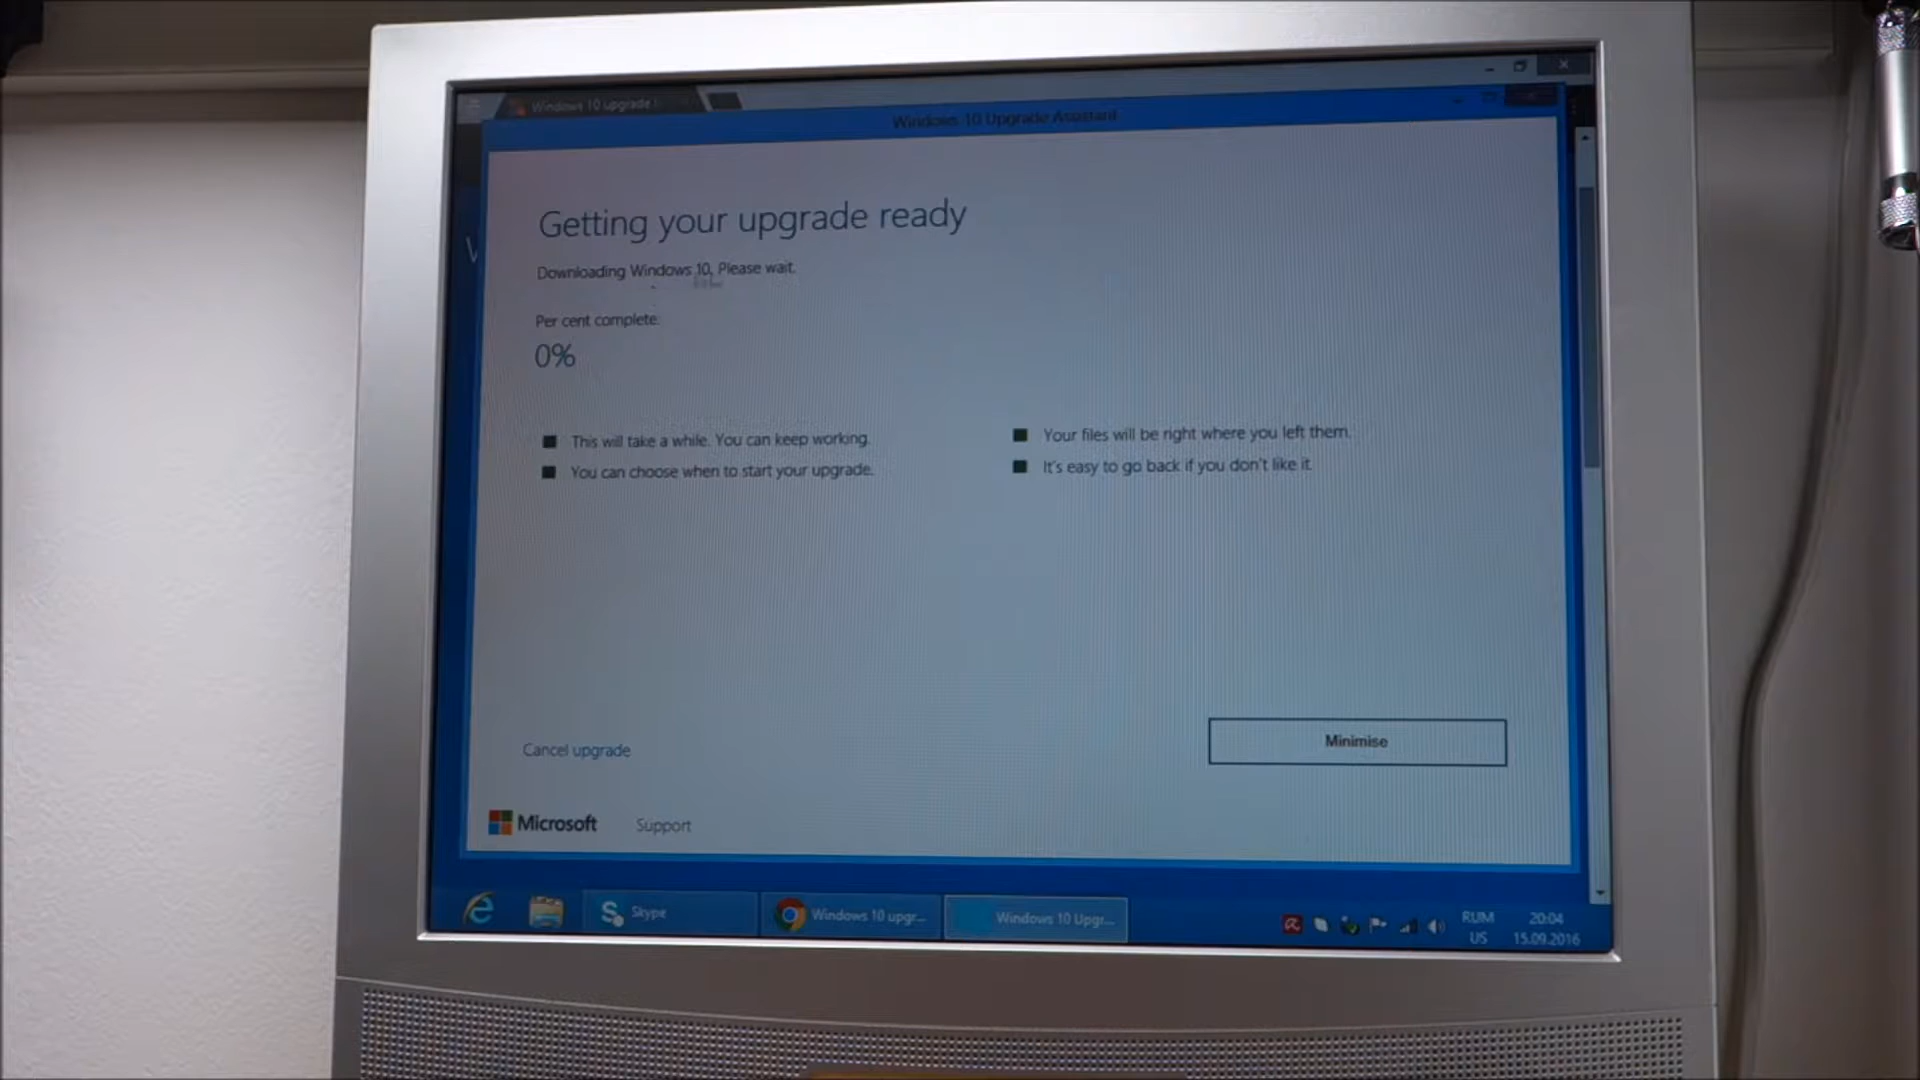 Windows 10 upgrade
Windows 10 Upgrade Assistant
Getting your upgrade ready
Downloading Windows 10, Please wait.
Per cent complete:
0%
This will take a while. You can keep working.
You can choose when to start your upgrade.
Your files will be right where you left them.
It's easy to go back if you don't like it.
Cancel upgrade
Minimise
Microsoft
Support
Skype
Windows 10 upgr...
Windows 10 Upgr...
RUM
US
20:04
15.09.2016